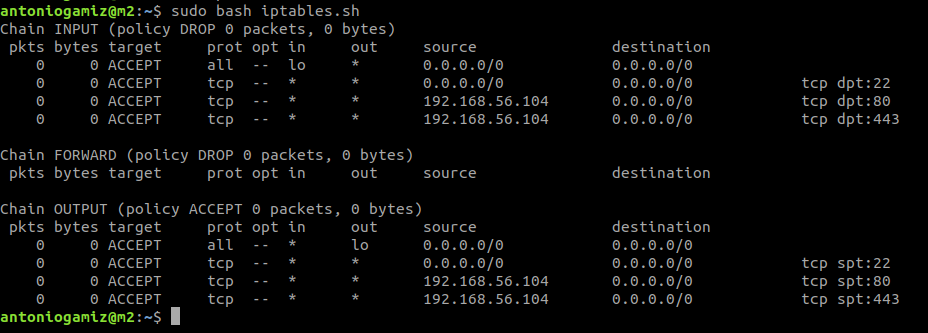 antoniogamiz@m2:~$ sudo bash iptables.sh
Chain INPUT (policy DROP 0 packets, 0 bytes)
 pkts bytes target     prot opt in     out     source               destination
    0     0 ACCEPT     all  --  lo     *       0.0.0.0/0            0.0.0.0/0
    0     0 ACCEPT     tcp  --  *      *       0.0.0.0/0            0.0.0.0/0            tcp dpt:22
    0     0 ACCEPT     tcp  --  *      *       192.168.56.104       0.0.0.0/0            tcp dpt:80
    0     0 ACCEPT     tcp  --  *      *       192.168.56.104       0.0.0.0/0            tcp dpt:443
Chain FORWARD (policy DROP 0 packets, 0 bytes)
 pkts bytes target     prot opt in     out     source               destination
Chain OUTPUT (policy ACCEPT 0 packets, 0 bytes)
 pkts bytes target     prot opt in     out     source               destination
    0     0 ACCEPT     all  --  *      lo      0.0.0.0/0            0.0.0.0/0
    0     0 ACCEPT     tcp  --  *      *       0.0.0.0/0            0.0.0.0/0            tcp spt:22
    0     0 ACCEPT     tcp  --  *      *       192.168.56.104       0.0.0.0/0            tcp spt:80
    0     0 ACCEPT     tcp  --  *      *       192.168.56.104       0.0.0.0/0            tcp spt:443
antoniogamiz@m2:~$